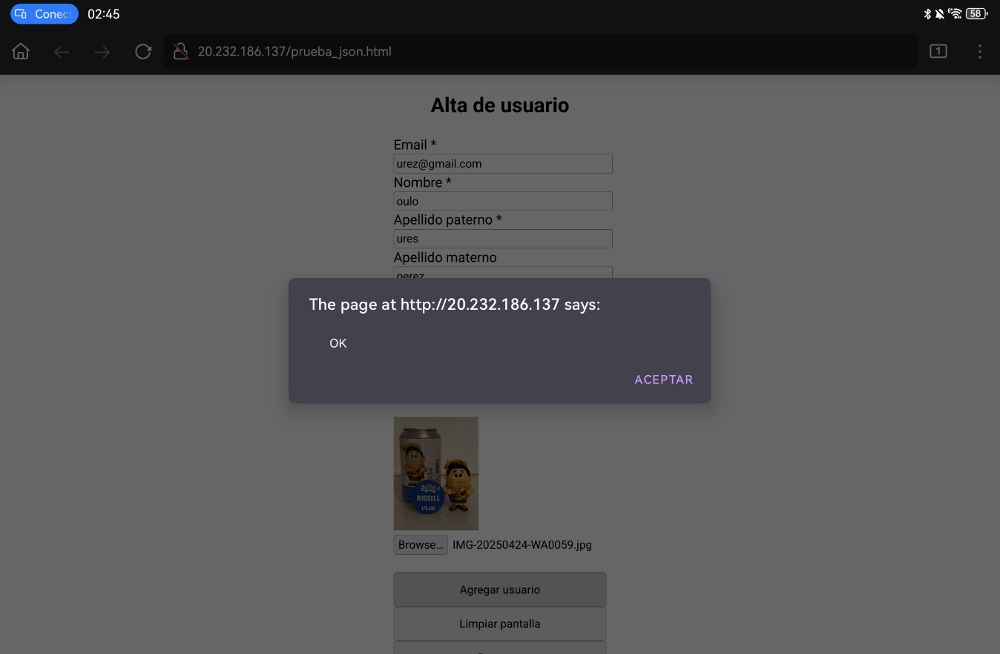 Conec
02:45
58
20.232.186.137/prueba_json.html
1
Alta de usuario
Email *
urez@gmail.com
Nombre *
oulo
Apellido paterno *
ures
Apellido materno
perez
The page at http://20.232.186.137 says:
OK
ACEPTAR
RUSSELL
Browse...
IMG-20250424-WA0059.jpg
Agregar usuario
Limpiar pantalla